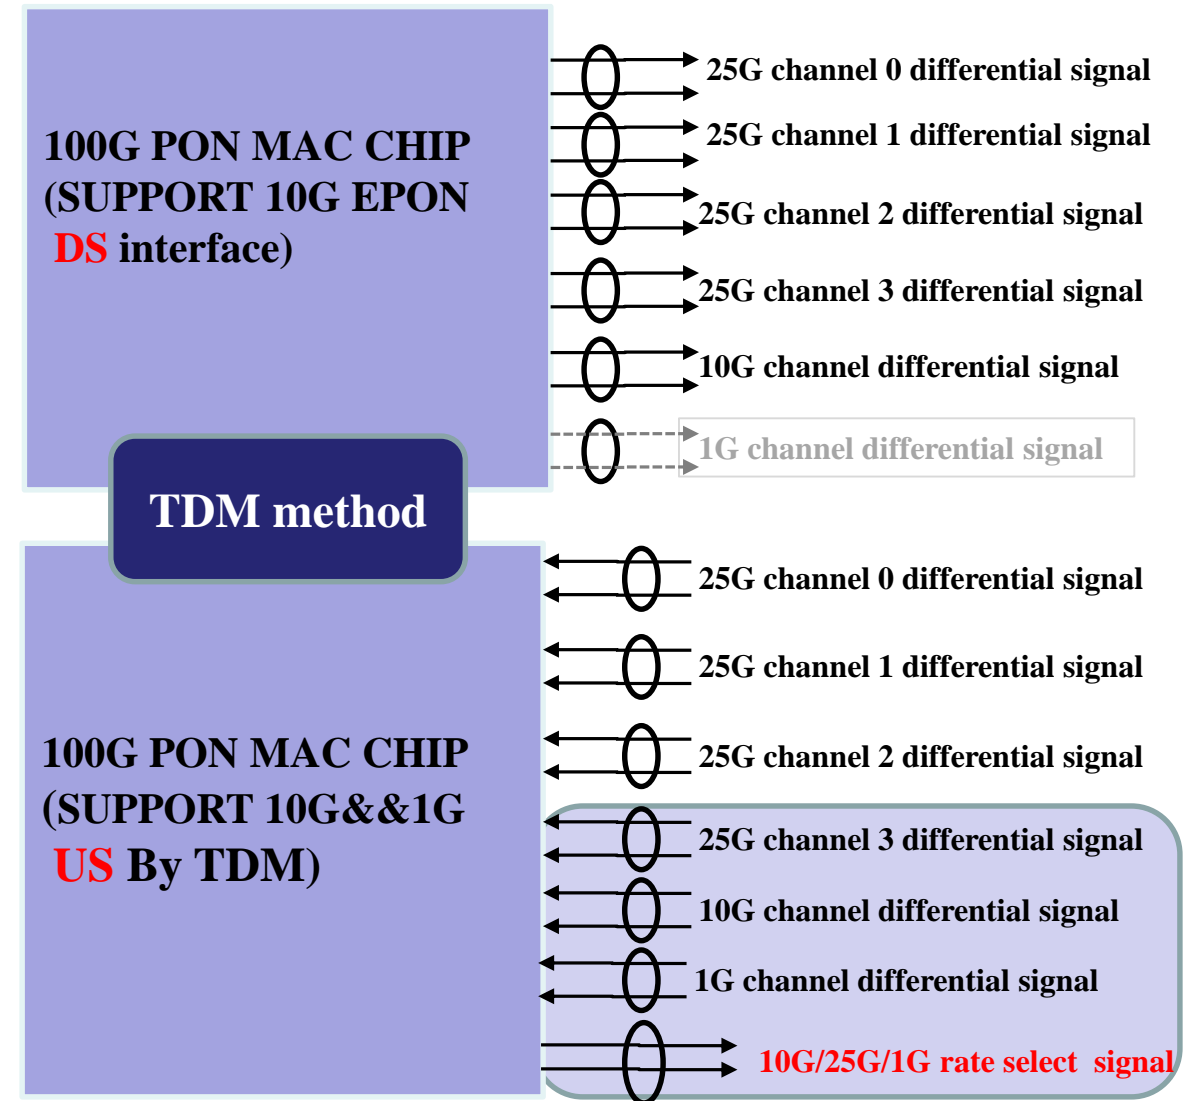 100G PON MAC CHIP
(SUPPORT 10G EPON
DS interface)
25G channel 0 differential signal
25G channel 1 differential signal
25G channel 2 differential signal
25G channel 3 differential signal
10G channel differential signal
1G channel differential signal
TDM method
100G PON MAC CHIP
(SUPPORT 10G&&1G
US By TDM)
25G channel 0 differential signal
25G channel 1 differential signal
25G channel 2 differential signal
25G channel 3 differential signal
10G channel differential signal
1G channel differential signal
10G/25G/1G rate select signal